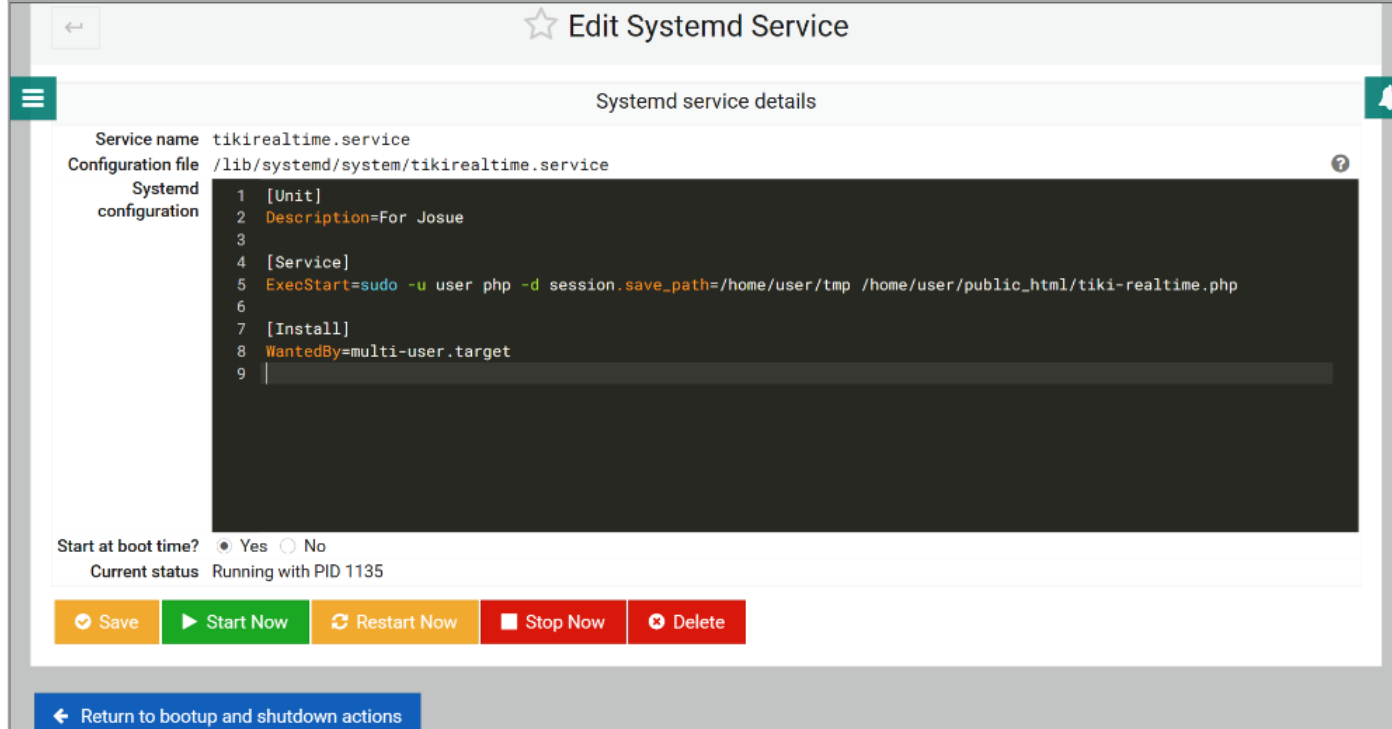 Edit Systemd Service
Systemd service details
Service name tikirealtime.service
Configuration file /lib/systemd/system/tikirealtime.service
Systemd configuration
1 [Unit]
2 Description=For Josue
3
4 [Service]
5 ExecStart=sudo -u user php -d session.save_path=/home/user/tmp /home/user/public_html/tiki-realtime.php
6
7 [Install]
8 WantedBy=multi-user.target
9
Start at boot time? Yes No
Current status Running with PID 1135
Save Start Now Restart Now Stop Now Delete
Return to bootup and shutdown actions